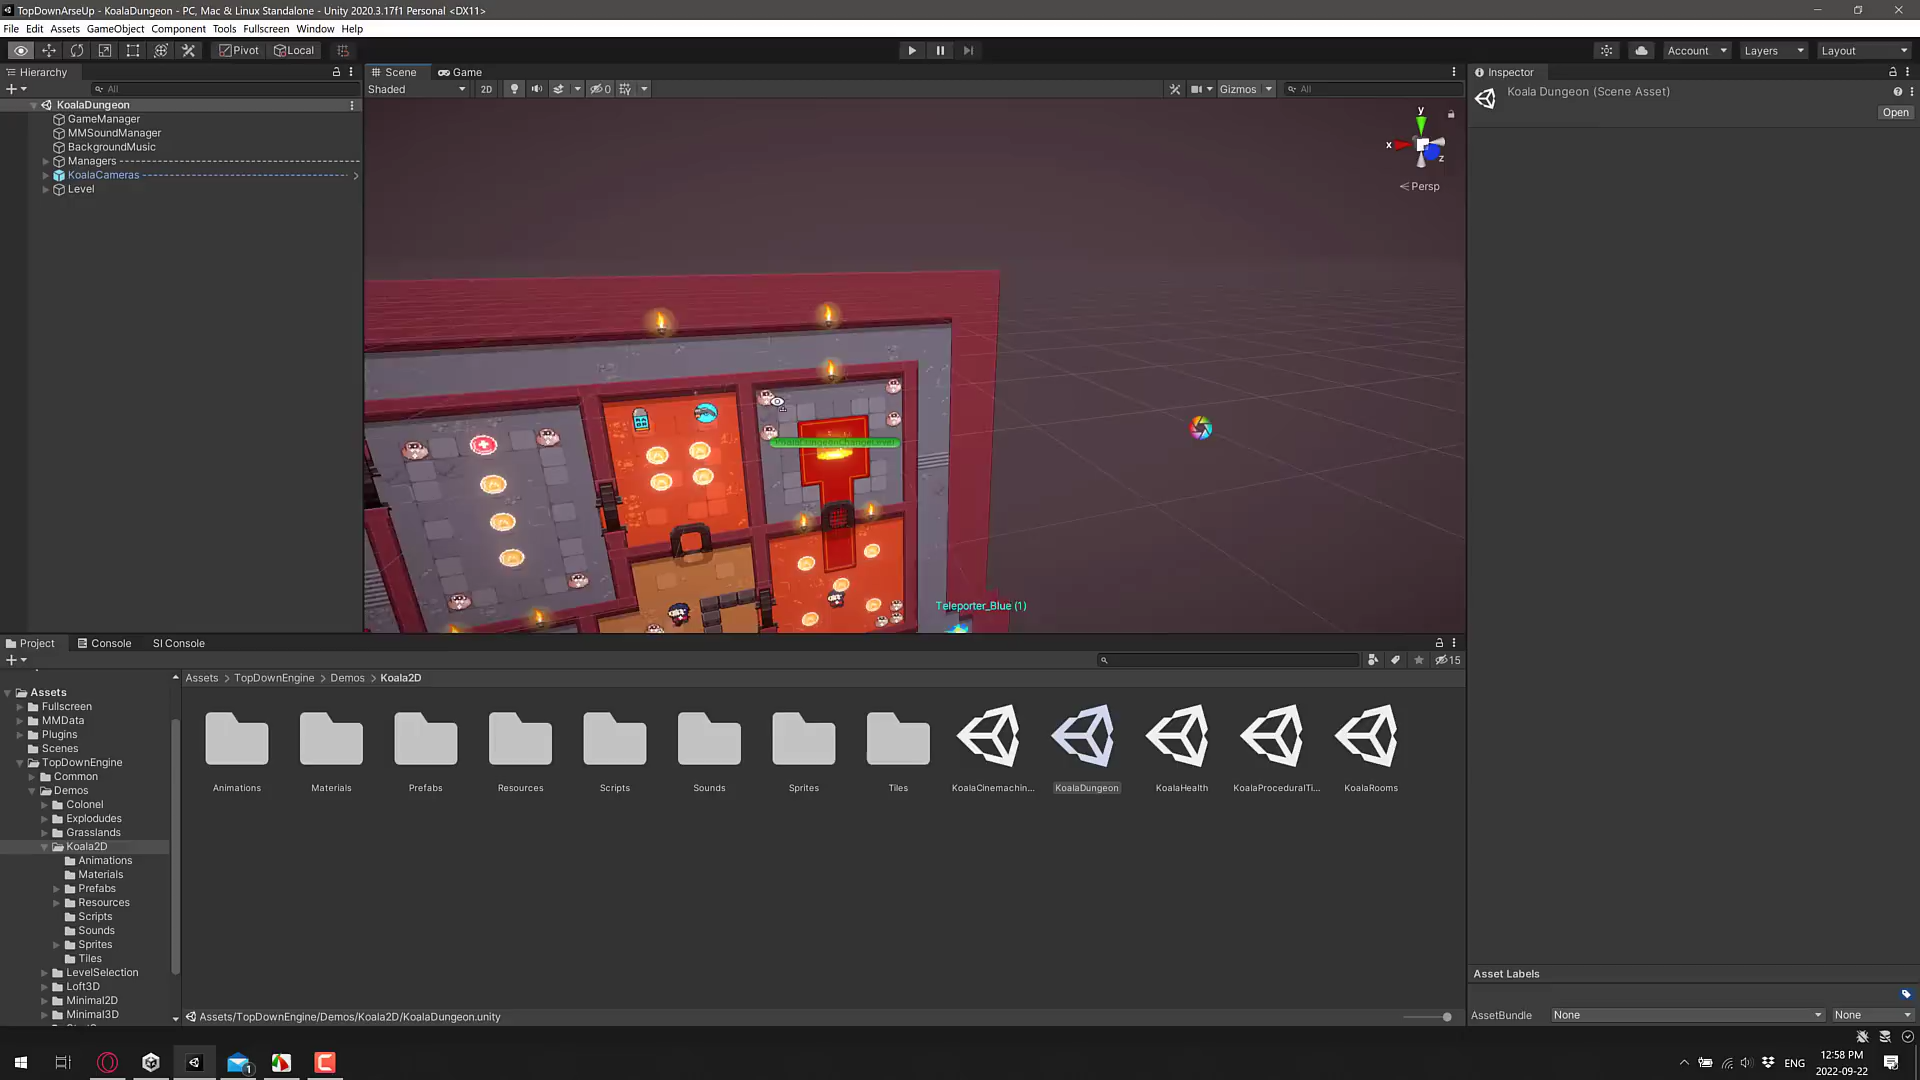 TopDownArseUp - KoalaDungeon - PC, Mac & Linux Standalone - Unity 2020.3.17f1 Personal <DX11>
File Edit Assets GameObject Component Tools Fullscreen Window Help
Pivot Local Account Layers Layout
Hierarchy
All
KoalaDungeon
GameManager
MMSoundManager
BackgroundMusic
Managers
KoalaCameras
Level
Scene Game
Shaded 2D 0 Gizmos All
y
x
z
Persp
KoalaDungeonChangeLevel
Teleporter_Blue (1)
Inspector
Koala Dungeon (Scene Asset)
Open
Project Console SI Console
15
Assets
Fullscreen
MMData
Plugins
Scenes
TopDownEngine
Common
Demos
Colonel
Explodudes
Grasslands
Koala2D
Animations
Materials
Prefabs
Resources
Scripts
Sounds
Sprites
Tiles
LevelSelection
Loft3D
Minimal2D
Minimal3D
Assets > TopDownEngine > Demos > Koala2D
Animations Materials Prefabs Resources Scripts Sounds Sprites Tiles KoalaCinemachin... KoalaDungeon KoalaHealth KoalaProceduralTi... KoalaRooms
Assets/TopDownEngine/Demos/Koala2D/KoalaDungeon.unity
Asset Labels
AssetBundle None None
1
ENG
12:58 PM
2022-09-22